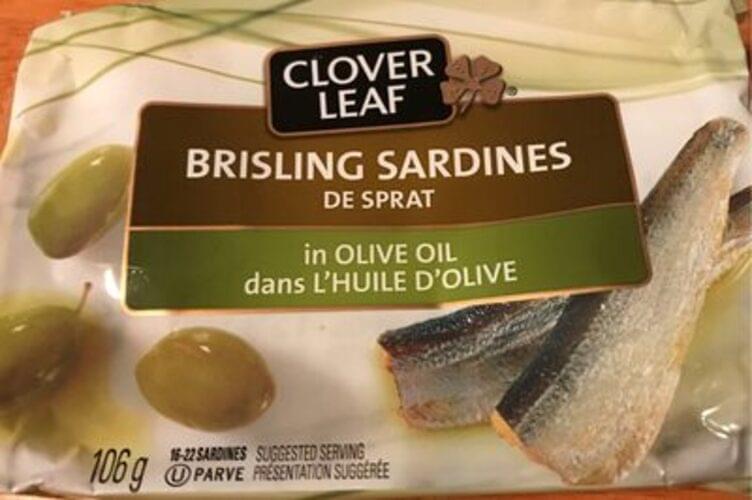 CLOVER
LEAF®
BRISLING SARDINES
DE SPRAT
in OLIVE OIL
dans L'HUILE D'OLIVE
106 g
16-22 SARDINES SUGGESTED SERVING
U PARVE PRÉSENTATION SUGGÉRÉE